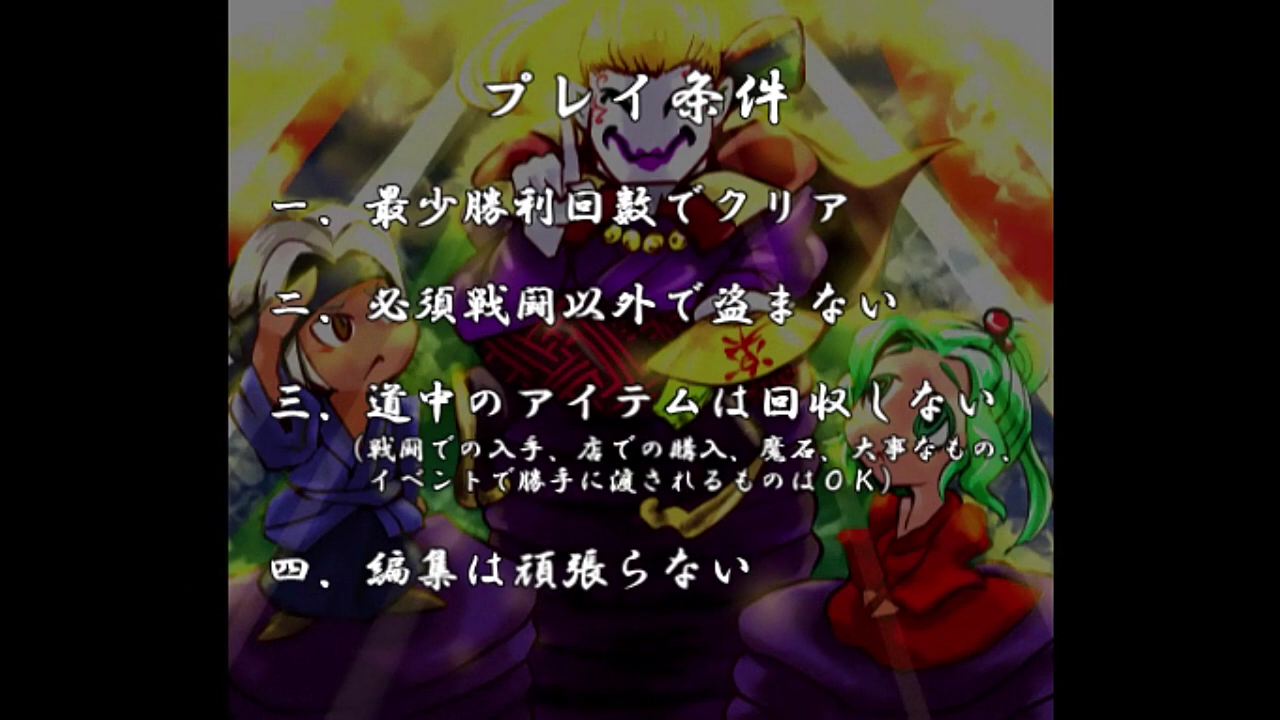 プレイ条件
一．最少勝利回数でクリア
二．必須戦闘以外で盗まない
三．道中のアイテムは回収しない
（戦闘での入手、店での購入、魔石、大事なもの、
イベントで勝手に渡されるものはＯＫ）
四．編集は頑張らない